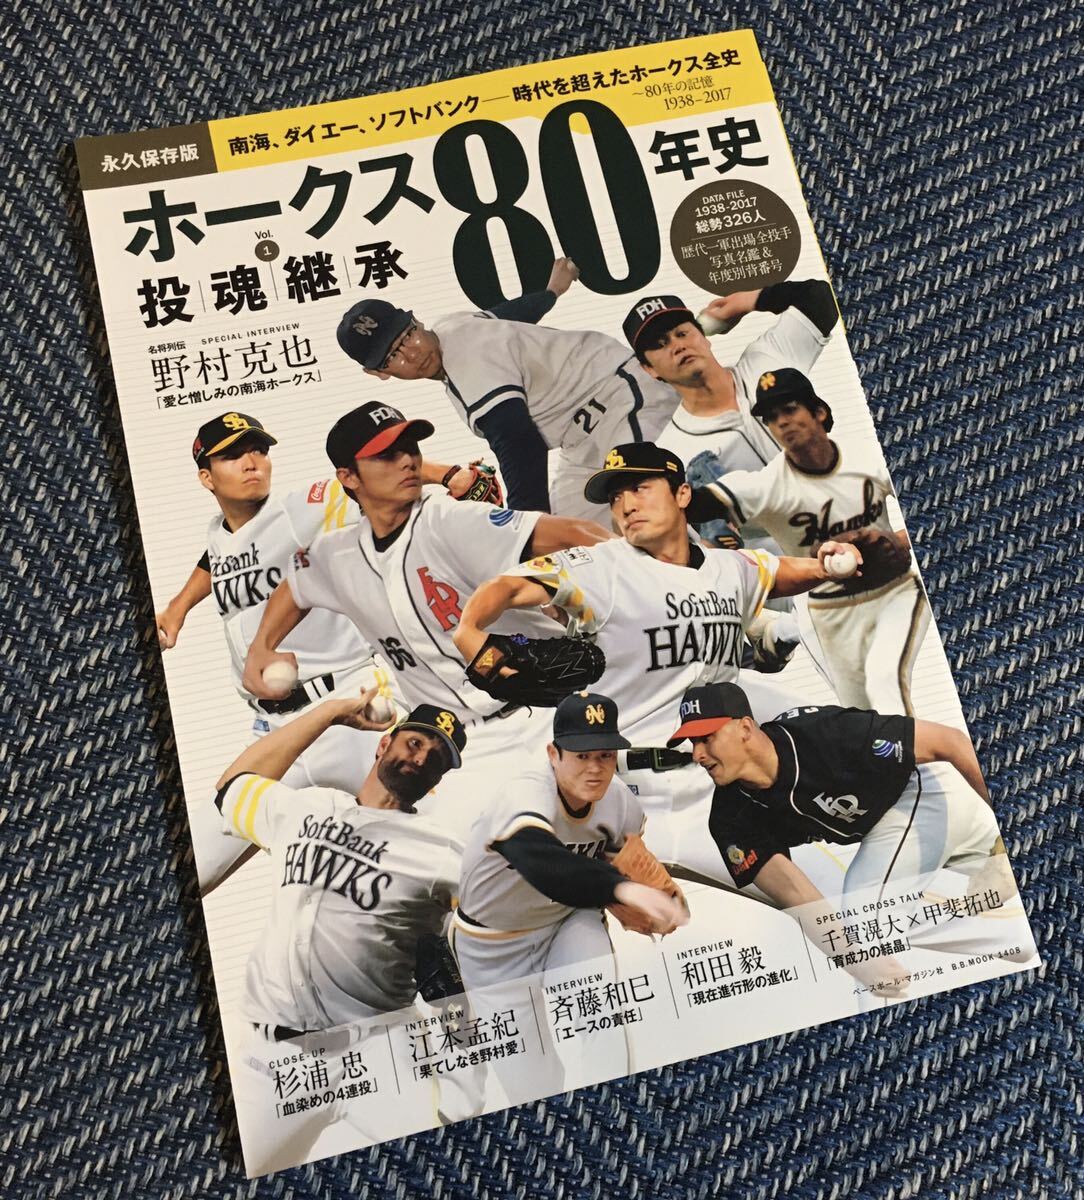 永久保存版
南海、ダイエー、ソフトバンク──時代を超えたホークス全史
〜80年の記憶
1938-2017
ホークス80年史
Vol.
1
投魂継承
DATA FILE
1938-2017
総勢326人
歴代一軍出場全投手
写真名鑑&
年度別背番号
名将列伝 SPECIAL INTERVIEW
野村克也
「愛と憎しみの南海ホークス」
FDH
21
FDH
Coca-Cola
SoftBank
HAWKS
66
SoftBank
HAWKS
Hawks
FDH
SoftBank
HAWKS
CLOSE-UP
杉浦 忠
「血染めの4連投」
INTERVIEW
江本孟紀
「果てしなき野村愛」
INTERVIEW
斉藤和巳
「エースの責任」
INTERVIEW
和田 毅
「現在進行形の進化」
SPECIAL CROSS TALK
千賀滉大×甲斐拓也
「育成力の結晶」
ベースボール・マガジン社 B.B.MOOK 1408